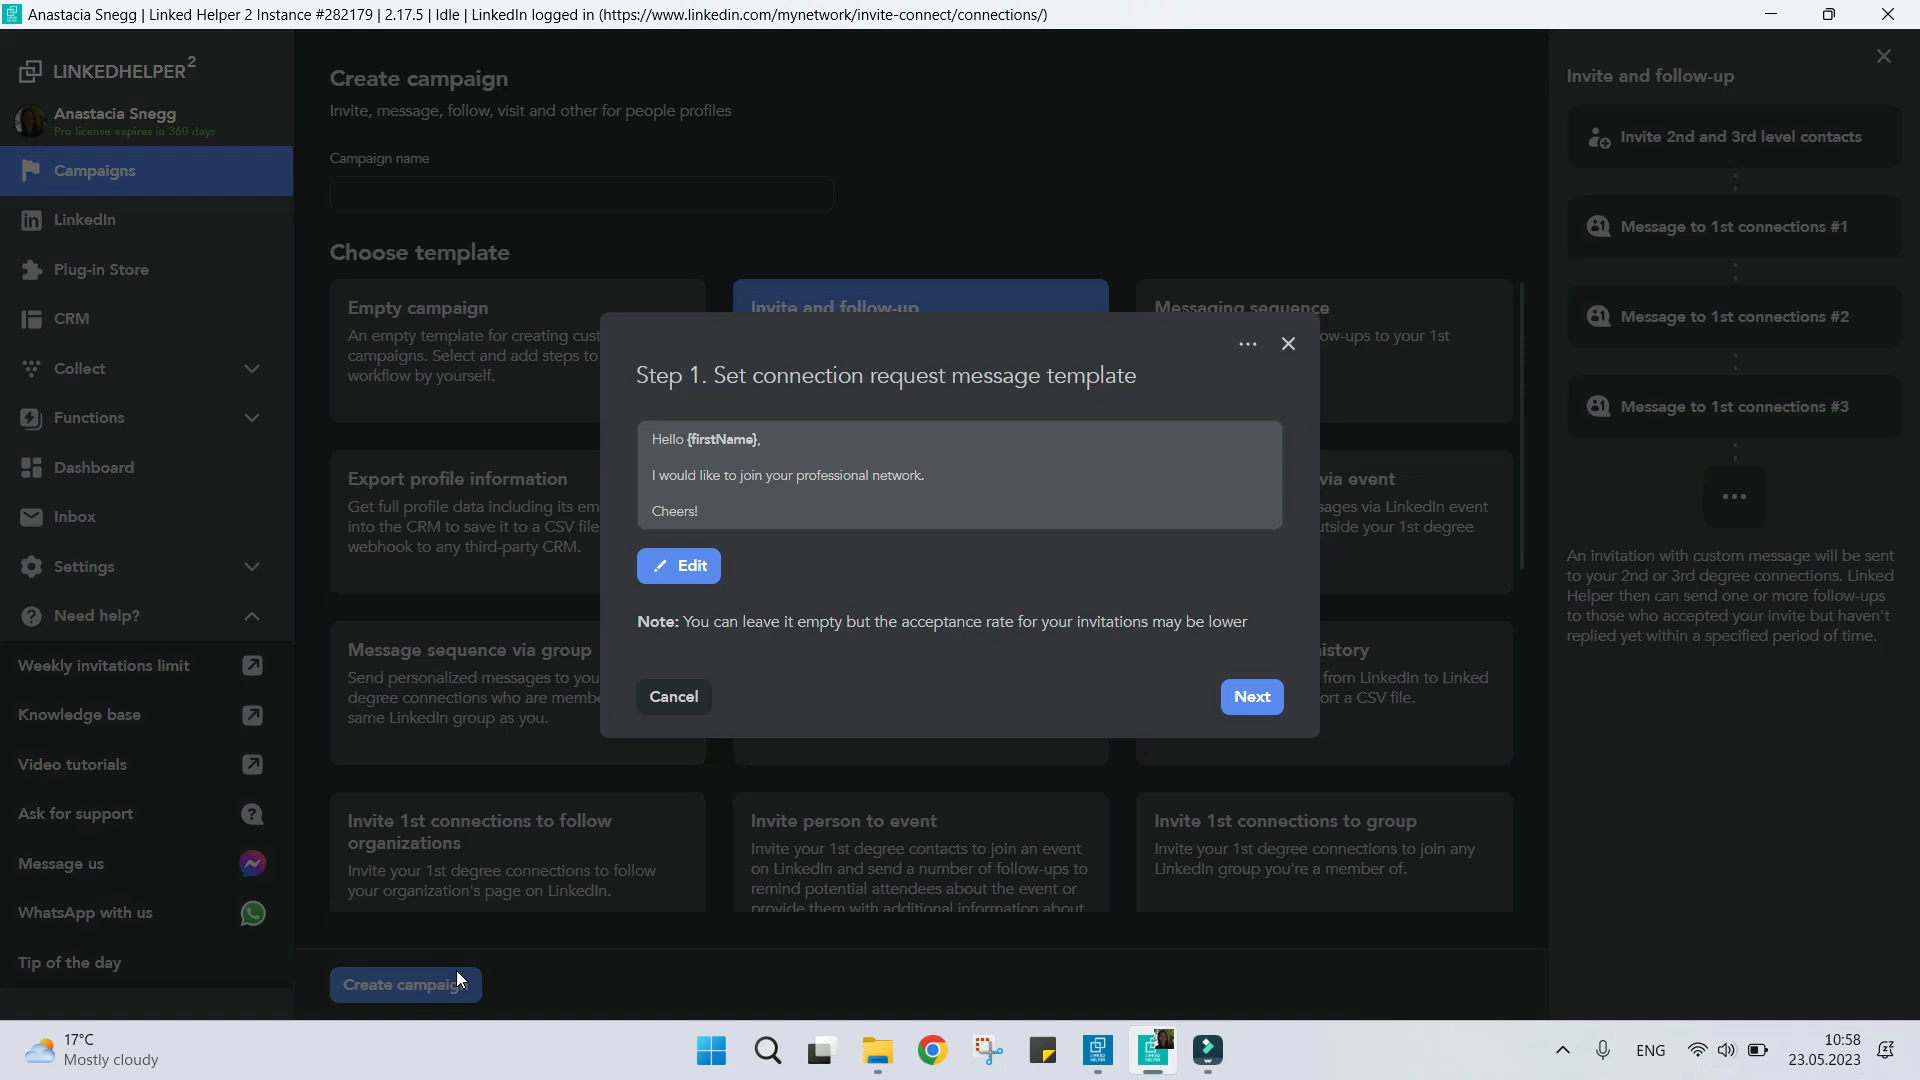 Anastacia Snegg | Linked Helper 2 Instance #282179 | 2.17.5 | Idle | LinkedIn logged in (https://www.linkedin.com/mynetwork/invite-connect/connections/)
LINKEDHELPER2
Anastacia Snegg
Pro license expires in 360 days
Campaigns
LinkedIn
Plug-in Store
CRM
Collect
Functions
Dashboard
Inbox
Settings
Need help?
Weekly invitations limit
Knowledge base
Video tutorials
Ask for support
Message us
WhatsApp with us
Tip of the day
Create campaign
Invite, message, follow, visit and other for people profiles
Campaign name
Choose template
Empty campaign
An empty template for creating cust
campaigns. Select and add steps to
workflow by yourself.
Invite and follow-up
Messaging sequence
ow-ups to your 1st
Export profile information
Get full profile data including its em
into the CRM to save it to a CSV file
webhook to any third-party CRM.
via event
sages via LinkedIn event
utside your 1st degree
Message sequence via group
Send personalized messages to you
degree connections who are membe
same LinkedIn group as you.
istory
from LinkedIn to Linked
ort a CSV file.
Invite 1st connections to follow
organizations
Invite your 1st degree connections to follow
your organization's page on LinkedIn.
Invite person to event
Invite your 1st degree contacts to join an event
on LinkedIn and send a number of follow-ups to
remind potential attendees about the event or
provide them with additional information about
Invite 1st connections to group
Invite your 1st degree connections to join any
LinkedIn group you're a member of.
Create campaign
Step 1. Set connection request message template
Hello {firstName},
I would like to join your professional network.
Cheers!
Edit
Note: You can leave it empty but the acceptance rate for your invitations may be lower
Cancel
Next
Invite and follow-up
Invite 2nd and 3rd level contacts
Message to 1st connections #1
Message to 1st connections #2
Message to 1st connections #3
An invitation with custom message will be sent
to your 2nd or 3rd degree connections. Linked
Helper then can send one or more follow-ups
to those who accepted your invite but haven't
replied yet within a specified period of time.
17°C
Mostly cloudy
ENG
10:58
23.05.2023